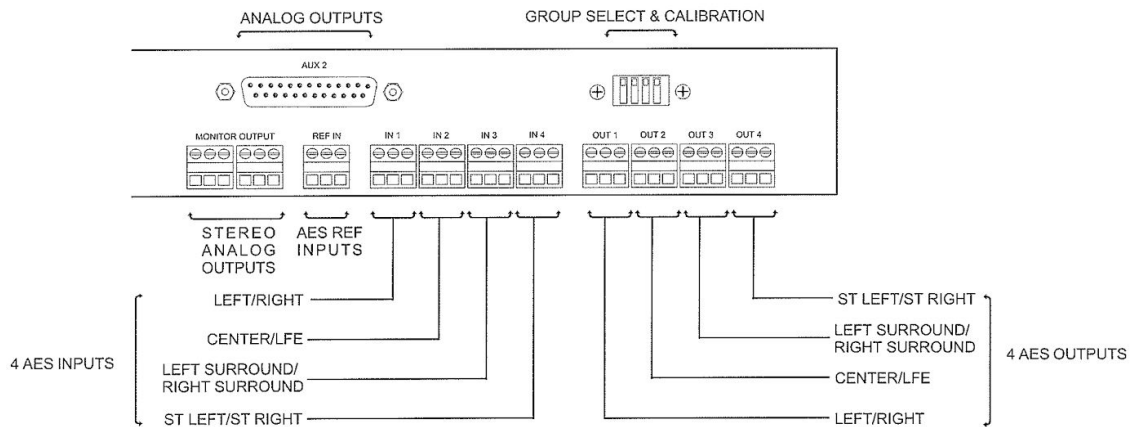 ANALOG OUTPUTS
GROUP SELECT & CALIBRATION
AUX 2
MONITOR OUTPUT
REF IN
IN 1
IN 2
IN 3
IN 4
OUT 1
OUT 2
OUT 3
OUT 4
STEREO
ANALOG
OUTPUTS
AES REF
INPUTS
4 AES INPUTS
LEFT/RIGHT
CENTER/LFE
LEFT SURROUND/
RIGHT SURROUND
ST LEFT/ST RIGHT
ST LEFT/ST RIGHT
LEFT SURROUND/
RIGHT SURROUND
CENTER/LFE
LEFT/RIGHT
4 AES OUTPUTS